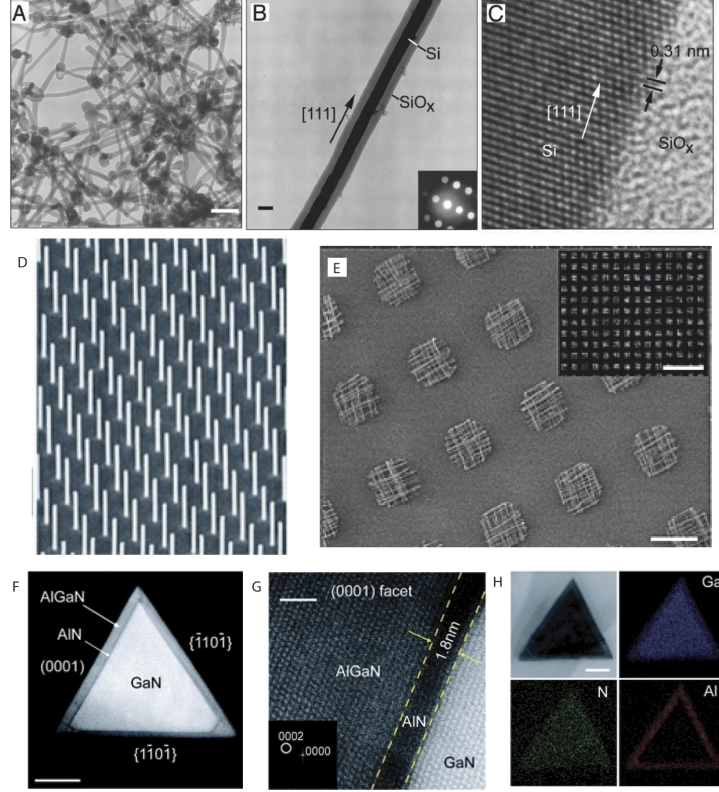 A
B
Si
SiOx
[111]
C
0.31 nm
[111]
Si
SiOx
D
E
F
AlGaN
AlN
(0001)
GaN
{1̄101̄}
{11̄01̄}
G
(0001) facet
1.8nm
AlGaN
AlN
GaN
0002
0000
H
Ga
N
Al